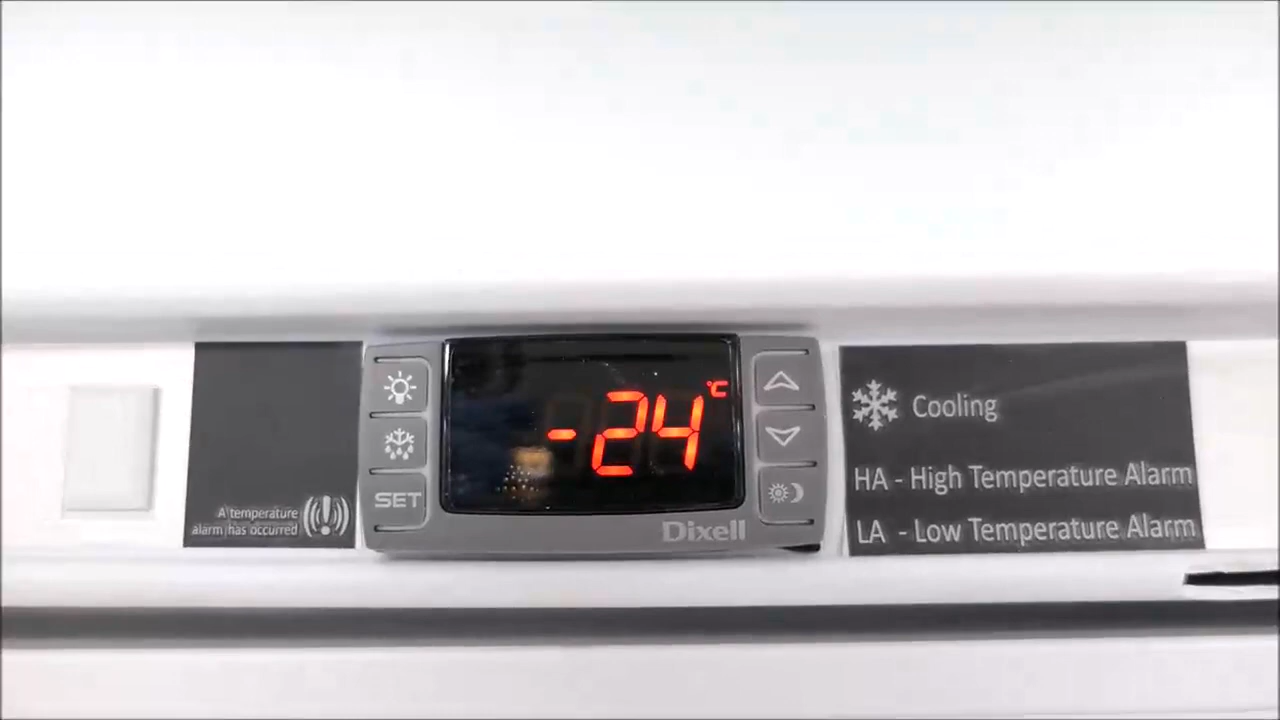 A temperature
alarm has occurred
SET
-24 °C
Dixell
Cooling
HA - High Temperature Alarm
LA - Low Temperature Alarm